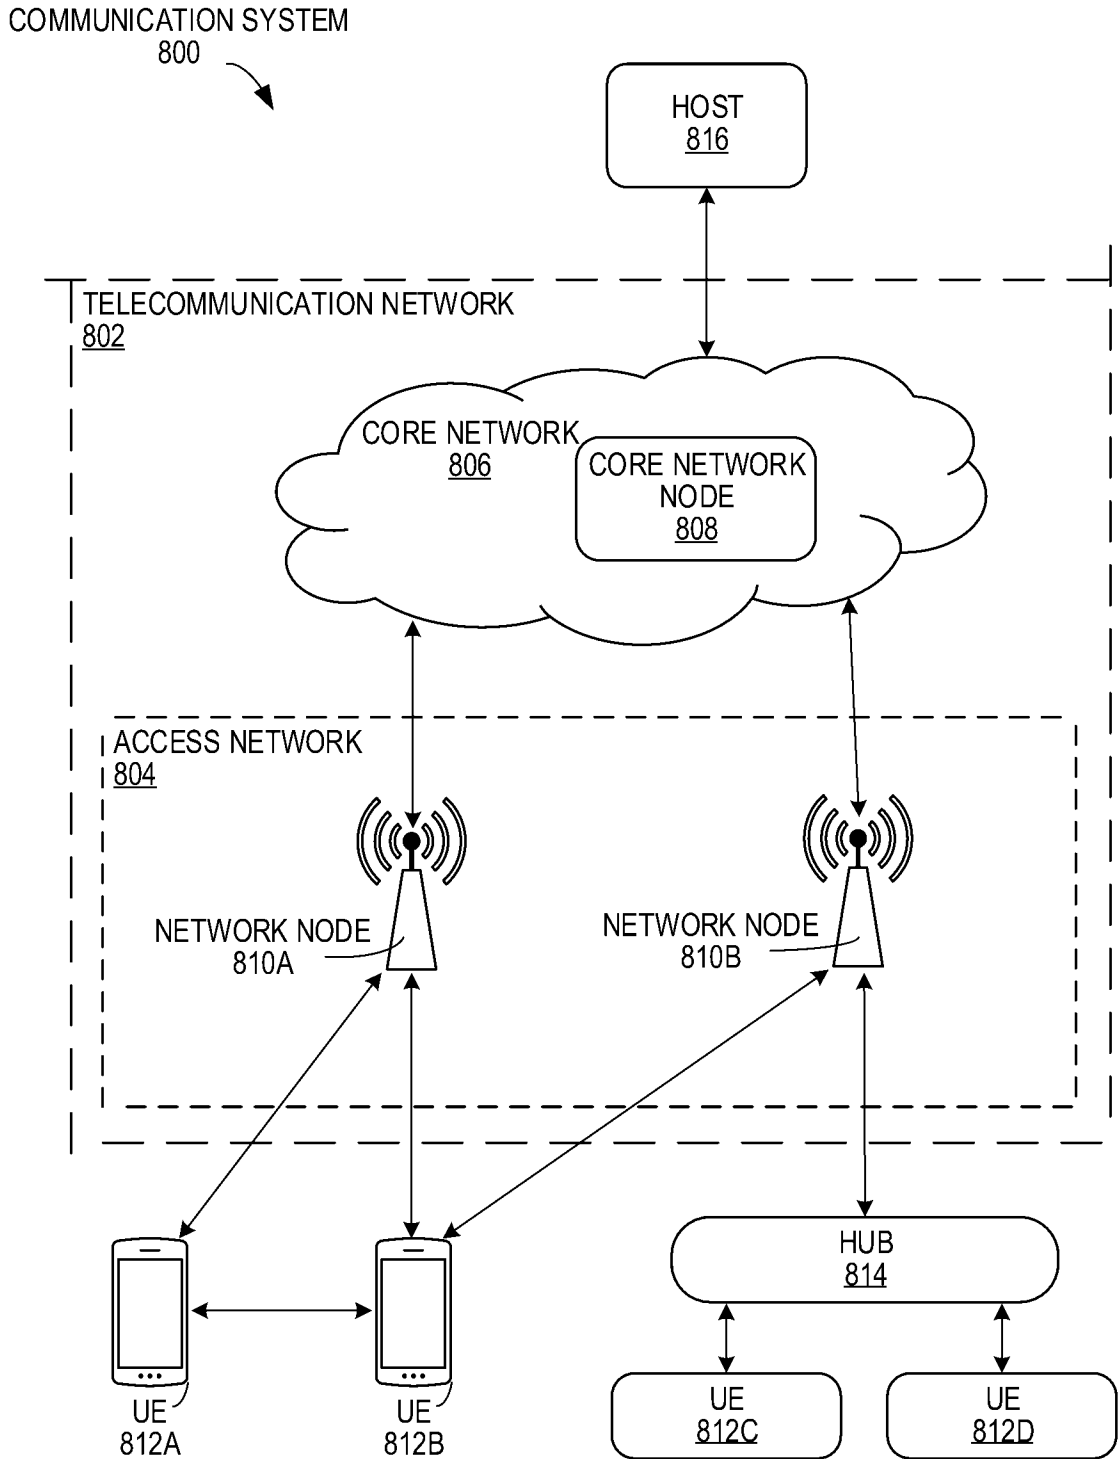 COMMUNICATION SYSTEM
800
HOST
816
TELECOMMUNICATION NETWORK
802
CORE NETWORK
806
CORE NETWORK
NODE
808
ACCESS NETWORK
804
NETWORK NODE
810A
NETWORK NODE
810B
HUB
814
UE
812A
UE
812B
UE
812C
UE
812D